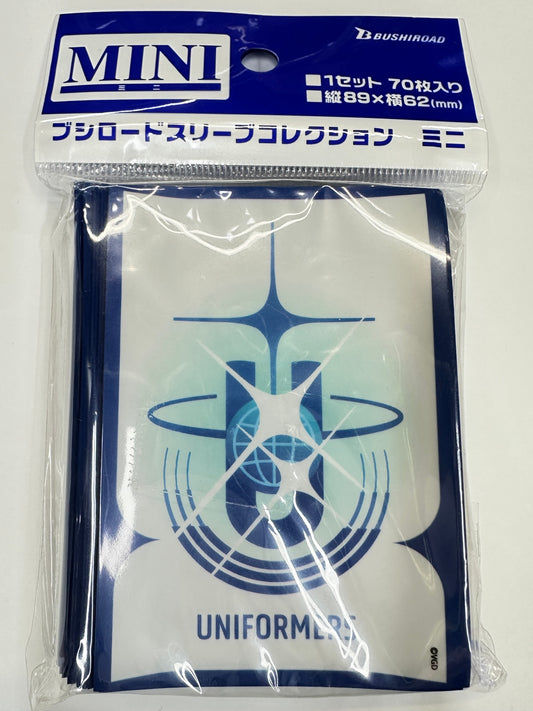 MINI
ミニ
BUSHIROAD
■1セット 70枚入り
■縦89×横62(mm)
ブシロードスリーブコレクション ミニ
U
UNIFORMERS
©VGD